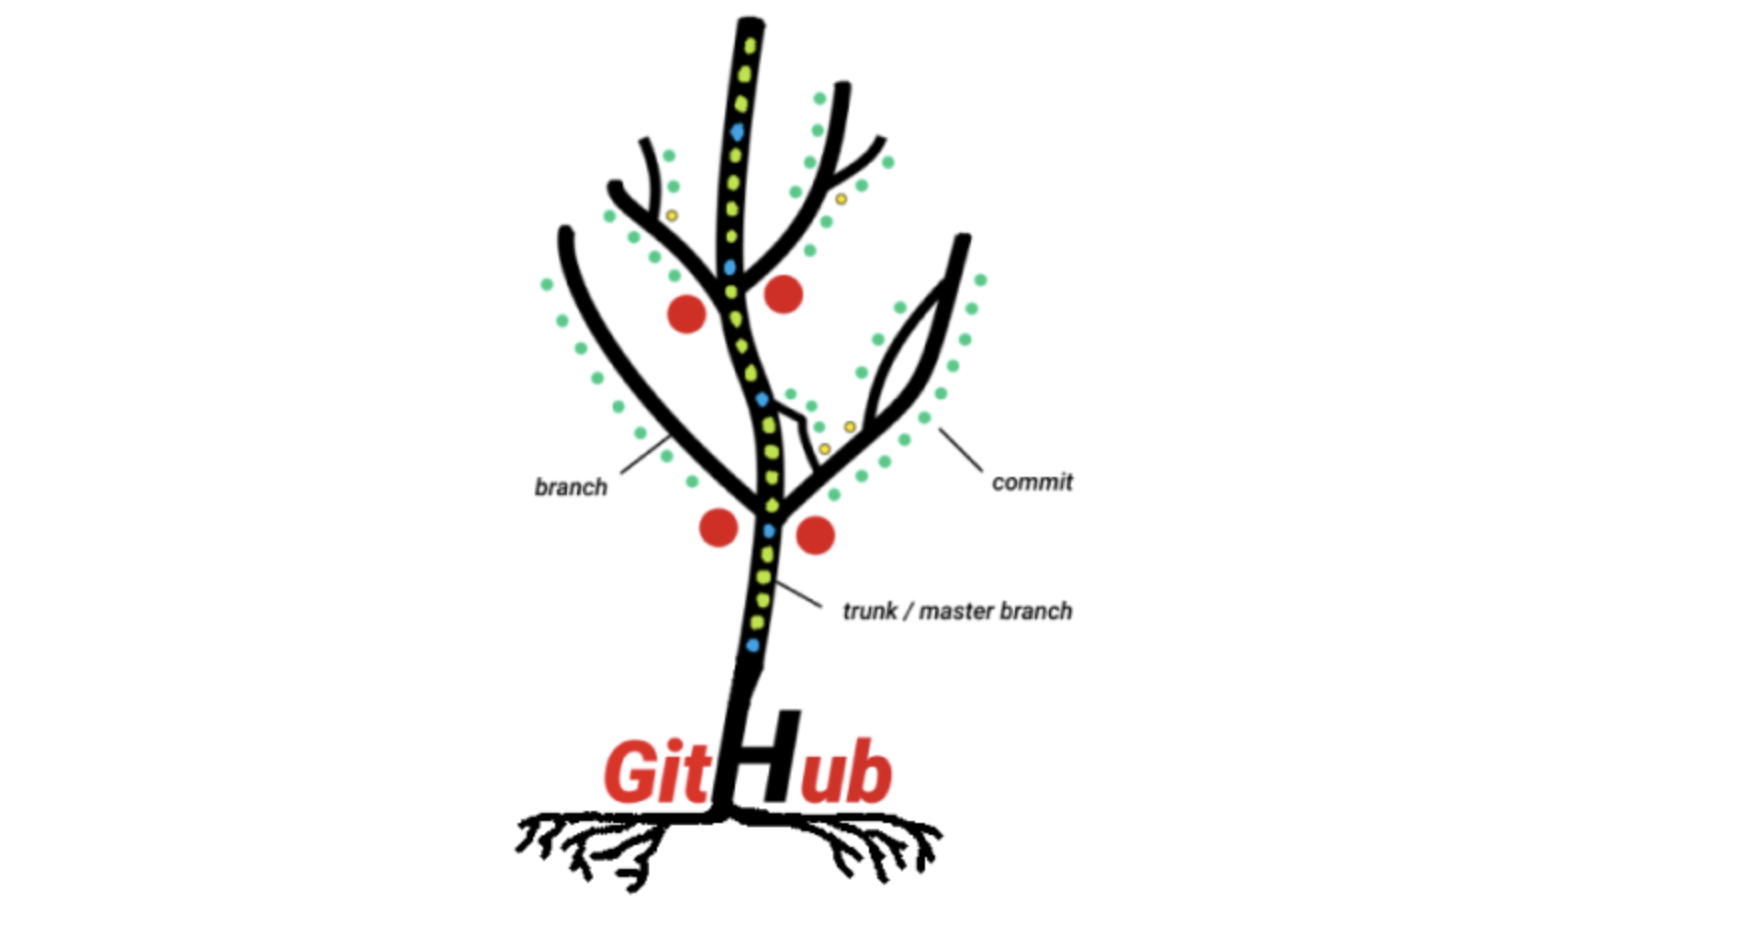 branch
commit
trunk / master branch
GitHub